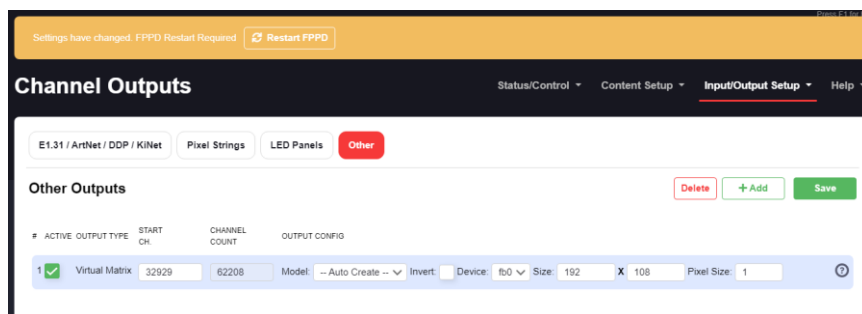 Press F1 for
Settings have changed. FPPD Restart Required Restart FPPD
Channel Outputs Status/Control Content Setup Input/Output Setup Help
E1.31 / ArtNet / DDP / KiNet Pixel Strings LED Panels Other
Other Outputs Delete + Add Save
# ACTIVE OUTPUT TYPE START CH. CHANNEL COUNT OUTPUT CONFIG
1 Virtual Matrix 32929 62208 Model: -- Auto Create -- Invert: Device: fb0 Size: 192 X 108 Pixel Size: 1